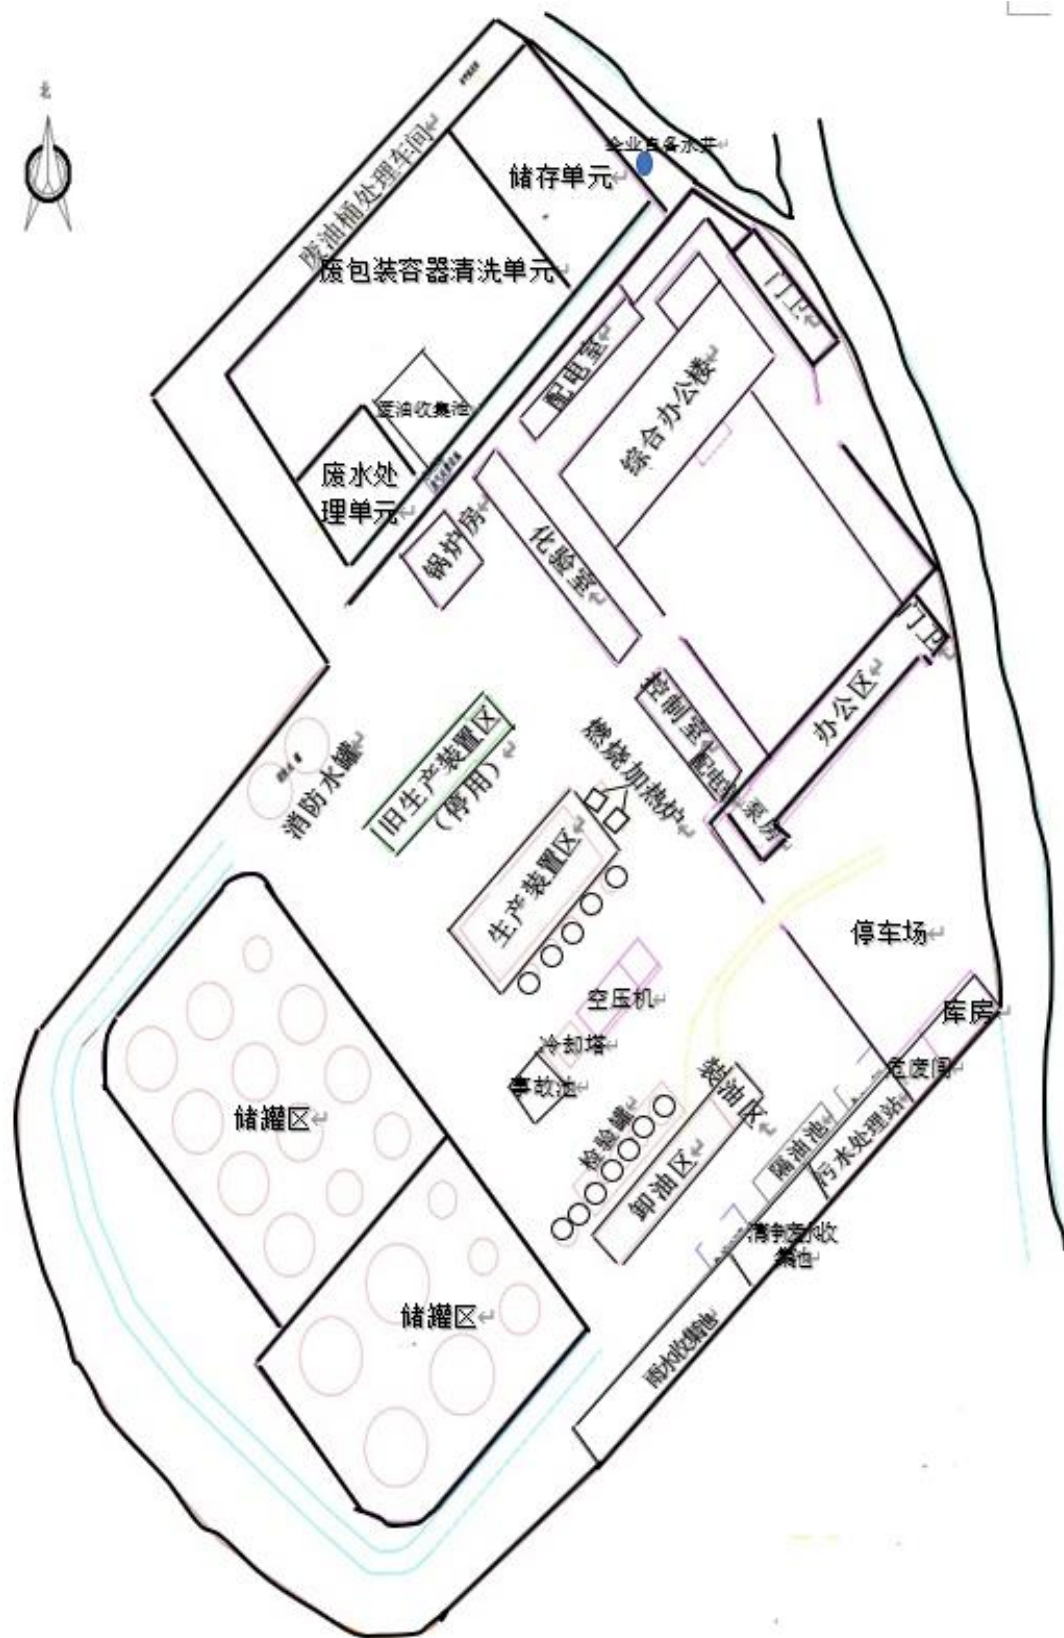 北
企业自备水井
废油桶处理车间
储存单元
废包装容器清洗单元
门卫
配电室
综合办公楼
废油收集池
废水处
理单元
锅炉房
化验室
门卫
控制室
办公区
旧生产装置区
（停用）
燃烧加热炉
配电室
泵房
消防水罐
生产装置区
停车场
空压机
库房
冷却塔
事故池
危废间
装油区
检验罐
储罐区
隔油池
污水处理站
卸油区
清净废水收
集池
储罐区
雨水收集池